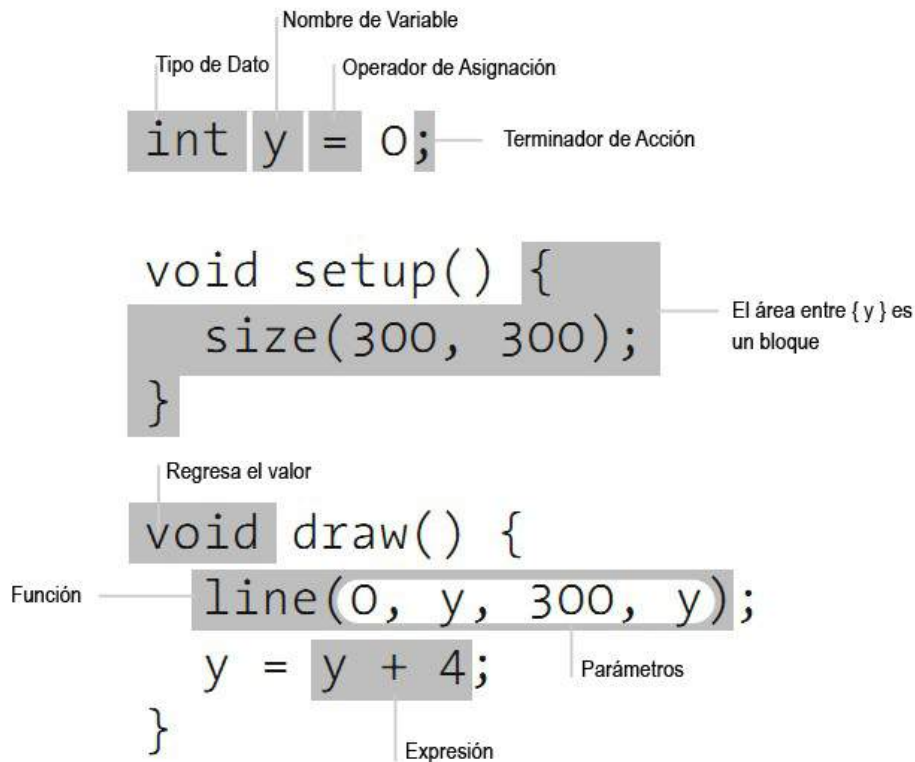 Nombre de Variable
Tipo de Dato
Operador de Asignación
int y = 0;
Terminador de Acción
void setup() {
size(300, 300);
}
El área entre { y } es
un bloque
Regresa el valor
void draw() {
Función
line(0, y, 300, y);
Parámetros
y = y + 4;
}
Expresión